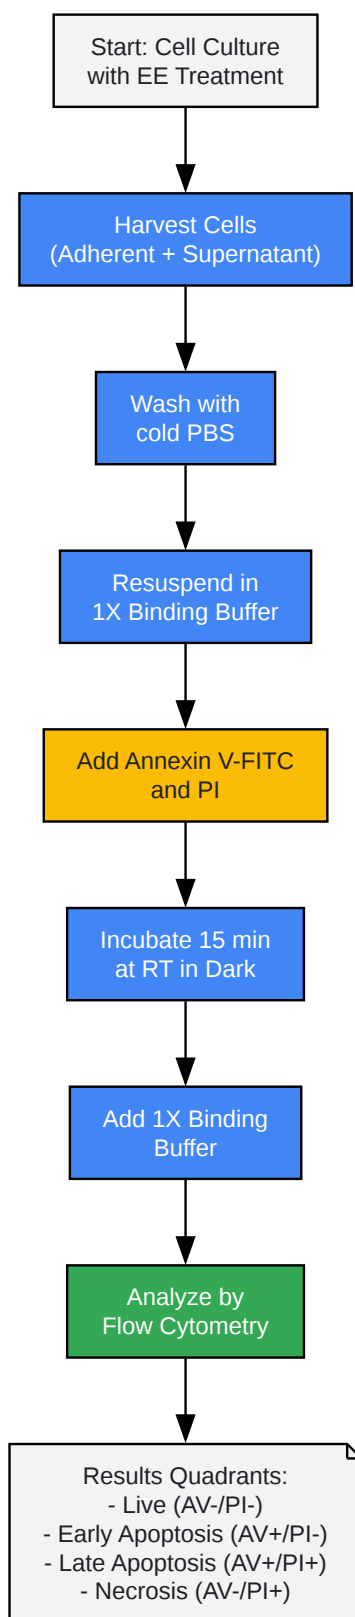 Start: Cell Culture
with EE Treatment
Harvest Cells
(Adherent + Supernatant)
Wash with
cold PBS
Resuspend in
1X Binding Buffer
Add Annexin V-FITC
and PI
Incubate 15 min
at RT in Dark
Add 1X Binding
Buffer
Analyze by
Flow Cytometry
Results Quadrants:
- Live (AV-/PI-)
- Early Apoptosis (AV+/PI-)
- Late Apoptosis (AV+/PI+)
- Necrosis (AV-/PI+)